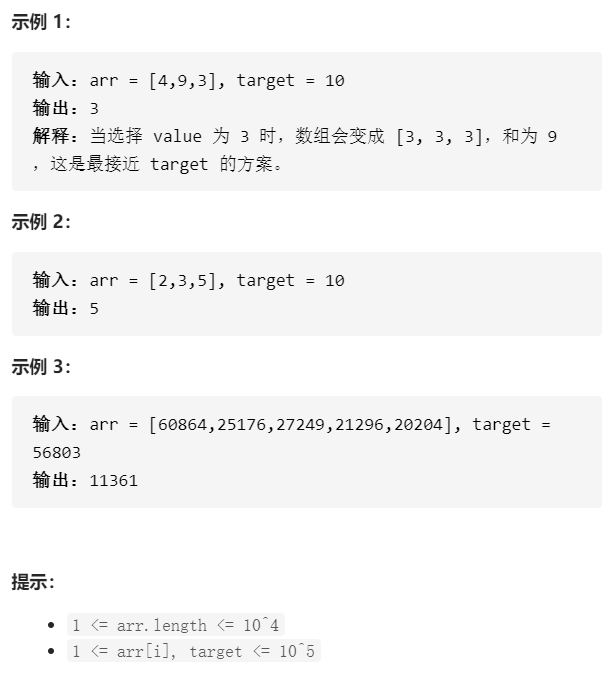 示例 1：
输入：arr = [4,9,3], target = 10
输出：3
解释：当选择 value 为 3 时，数组会变成 [3, 3, 3]，和为 9
，这是最接近 target 的方案。
示例 2：
输入：arr = [2,3,5], target = 10
输出：5
示例 3：
输入：arr = [60864,25176,27249,21296,20204], target =
56803
输出：11361
提示：
1 <= arr.length <= 10^4
1 <= arr[i], target <= 10^5